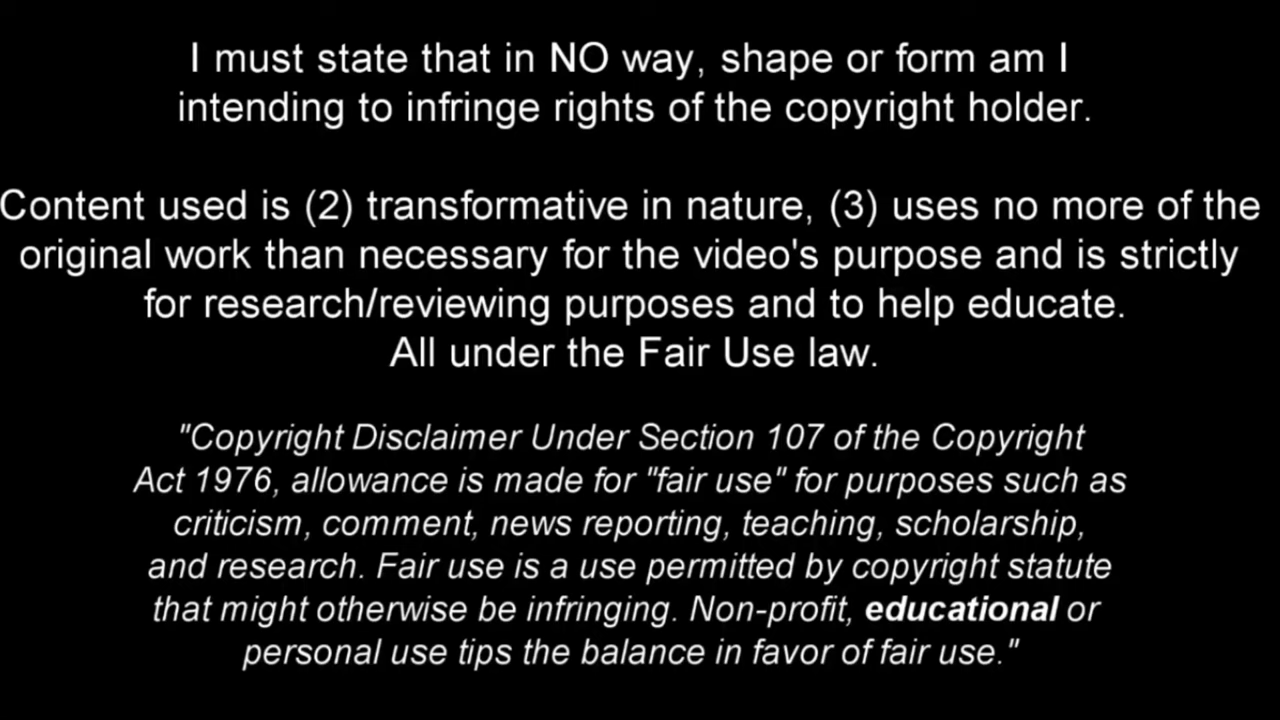 I must state that in NO way, shape or form am I
intending to infringe rights of the copyright holder.
Content used is (2) transformative in nature, (3) uses no more of the
original work than necessary for the video's purpose and is strictly
for research/reviewing purposes and to help educate.
All under the Fair Use law.
"Copyright Disclaimer Under Section 107 of the Copyright
Act 1976, allowance is made for "fair use" for purposes such as
criticism, comment, news reporting, teaching, scholarship,
and research. Fair use is a use permitted by copyright statute
that might otherwise be infringing. Non-profit, educational or
personal use tips the balance in favor of fair use."